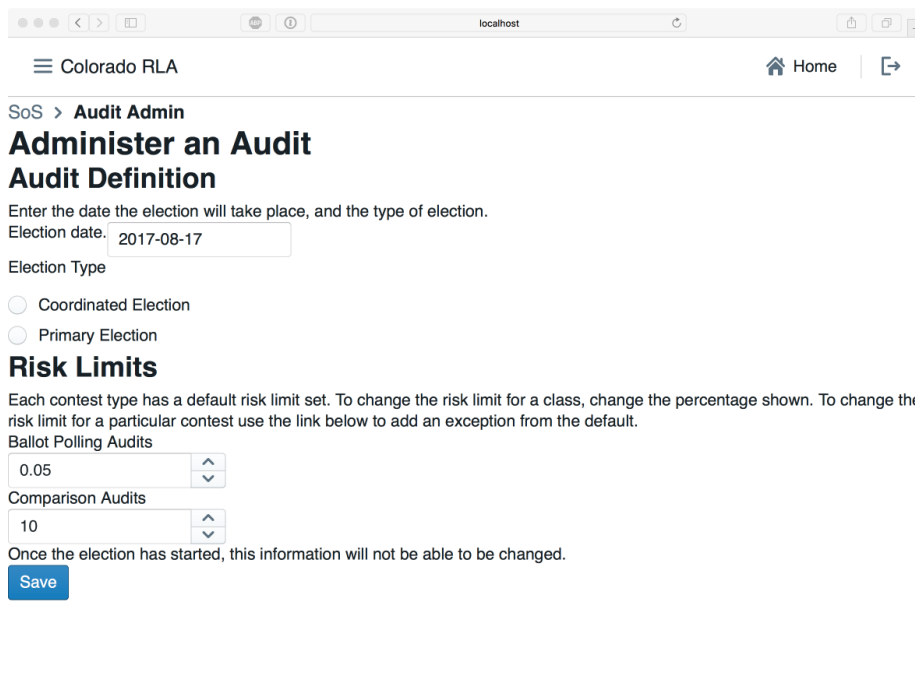 localhost
Colorado RLA
Home
SoS > Audit Admin
Administer an Audit
Audit Definition
Enter the date the election will take place, and the type of election.
Election date. 2017-08-17
Election Type
Coordinated Election
Primary Election
Risk Limits
Each contest type has a default risk limit set. To change the risk limit for a class, change the percentage shown. To change the
risk limit for a particular contest use the link below to add an exception from the default.
Ballot Polling Audits
0.05
Comparison Audits
10
Once the election has started, this information will not be able to be changed.
Save